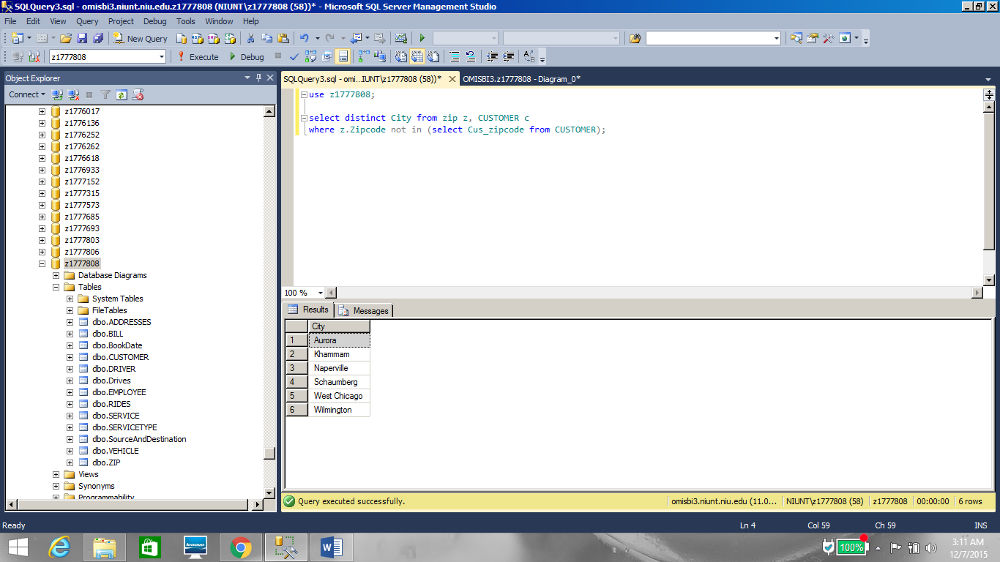 SQLQuery3.sql - omisbi3.niunt.niu.edu.z1777808 (NIUNT\z1777808 (58))* - Microsoft SQL Server Management Studio
File Edit View Query Project Debug Tools Window Help
New Query
z1777808 Execute Debug
Object Explorer
Connect
z1776017
z1776136
z1776252
z1776262
z1776618
z1776933
z1777152
z1777315
z1777573
z1777685
z1777693
z1777803
z1777806
z1777808
Database Diagrams
Tables
System Tables
FileTables
dbo.ADDRESSES
dbo.BILL
dbo.BookDate
dbo.CUSTOMER
dbo.DRIVER
dbo.Drives
dbo.EMPLOYEE
dbo.RIDES
dbo.SERVICE
dbo.SERVICETYPE
dbo.SourceAndDestination
dbo.VEHICLE
dbo.ZIP
Views
Synonyms
Programmability
SQLQuery3.sql - omi...IUNT\z1777808 (58))* OMISBI3.z1777808 - Diagram_0*
use z1777808;
select distinct City from zip z, CUSTOMER c
where z.Zipcode not in (select Cus_zipcode from CUSTOMER);
100 %
Results Messages
City
1 Aurora
2 Khammam
3 Naperville
4 Schaumberg
5 West Chicago
6 Wilmington
Query executed successfully. omisbi3.niunt.niu.edu (11.0... NIUNT\z1777808 (58) z1777808 00:00:00 6 rows
Ready Ln 4 Col 59 Ch 59 INS
lenovo
100% 3:11 AM
12/7/2015